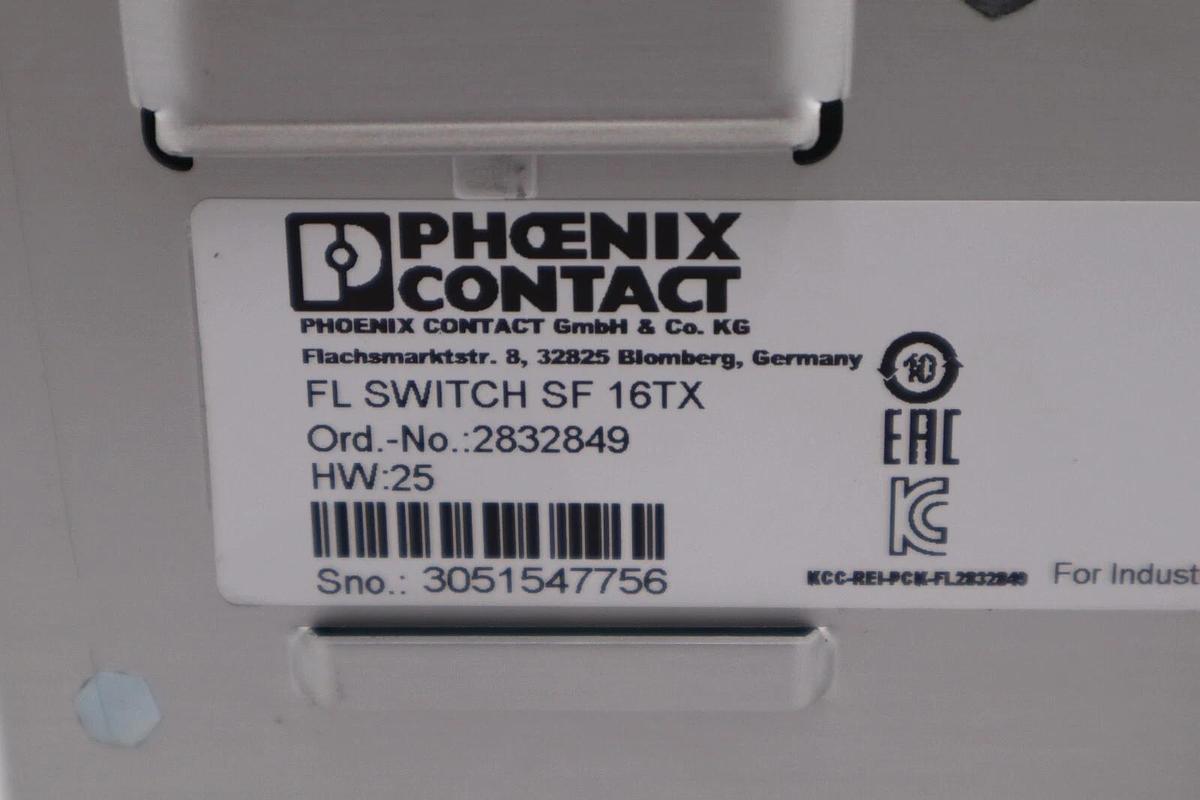 PHŒNIX
CONTACT
PHOENIX CONTACT GmbH & Co. KG
Flachsmarktstr. 8, 32825 Blomberg, Germany
10
FL SWITCH SF 16TX
EAC
Ord.-No.:2832849
HW:25
KC
Sno.: 3051547756
KCC-REI-PCK-FL2832849
For Indust